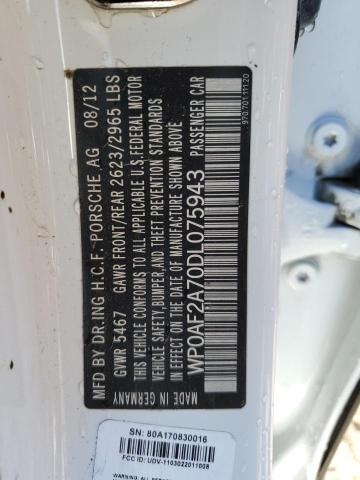 MFD BY DR.ING H.C.F. PORSCHE AG 08/12
GVWR 5467 GAWR FRONT/REAR 2623/2965 LBS
THIS VEHICLE CONFORMS TO ALL APPLICABLE U.S. FEDERAL MOTOR
VEHICLE SAFETY, BUMPER, AND THEFT PREVENTION STANDARDS
IN EFFECT ON THE DATE OF MANUFACTURE SHOWN ABOVE.
WP0AF2A70DL075943 PASSENGER CAR
MADE IN GERMANY
970.701.111.20
SN: 80A170830016
FCC ID: UDV-1103022011008